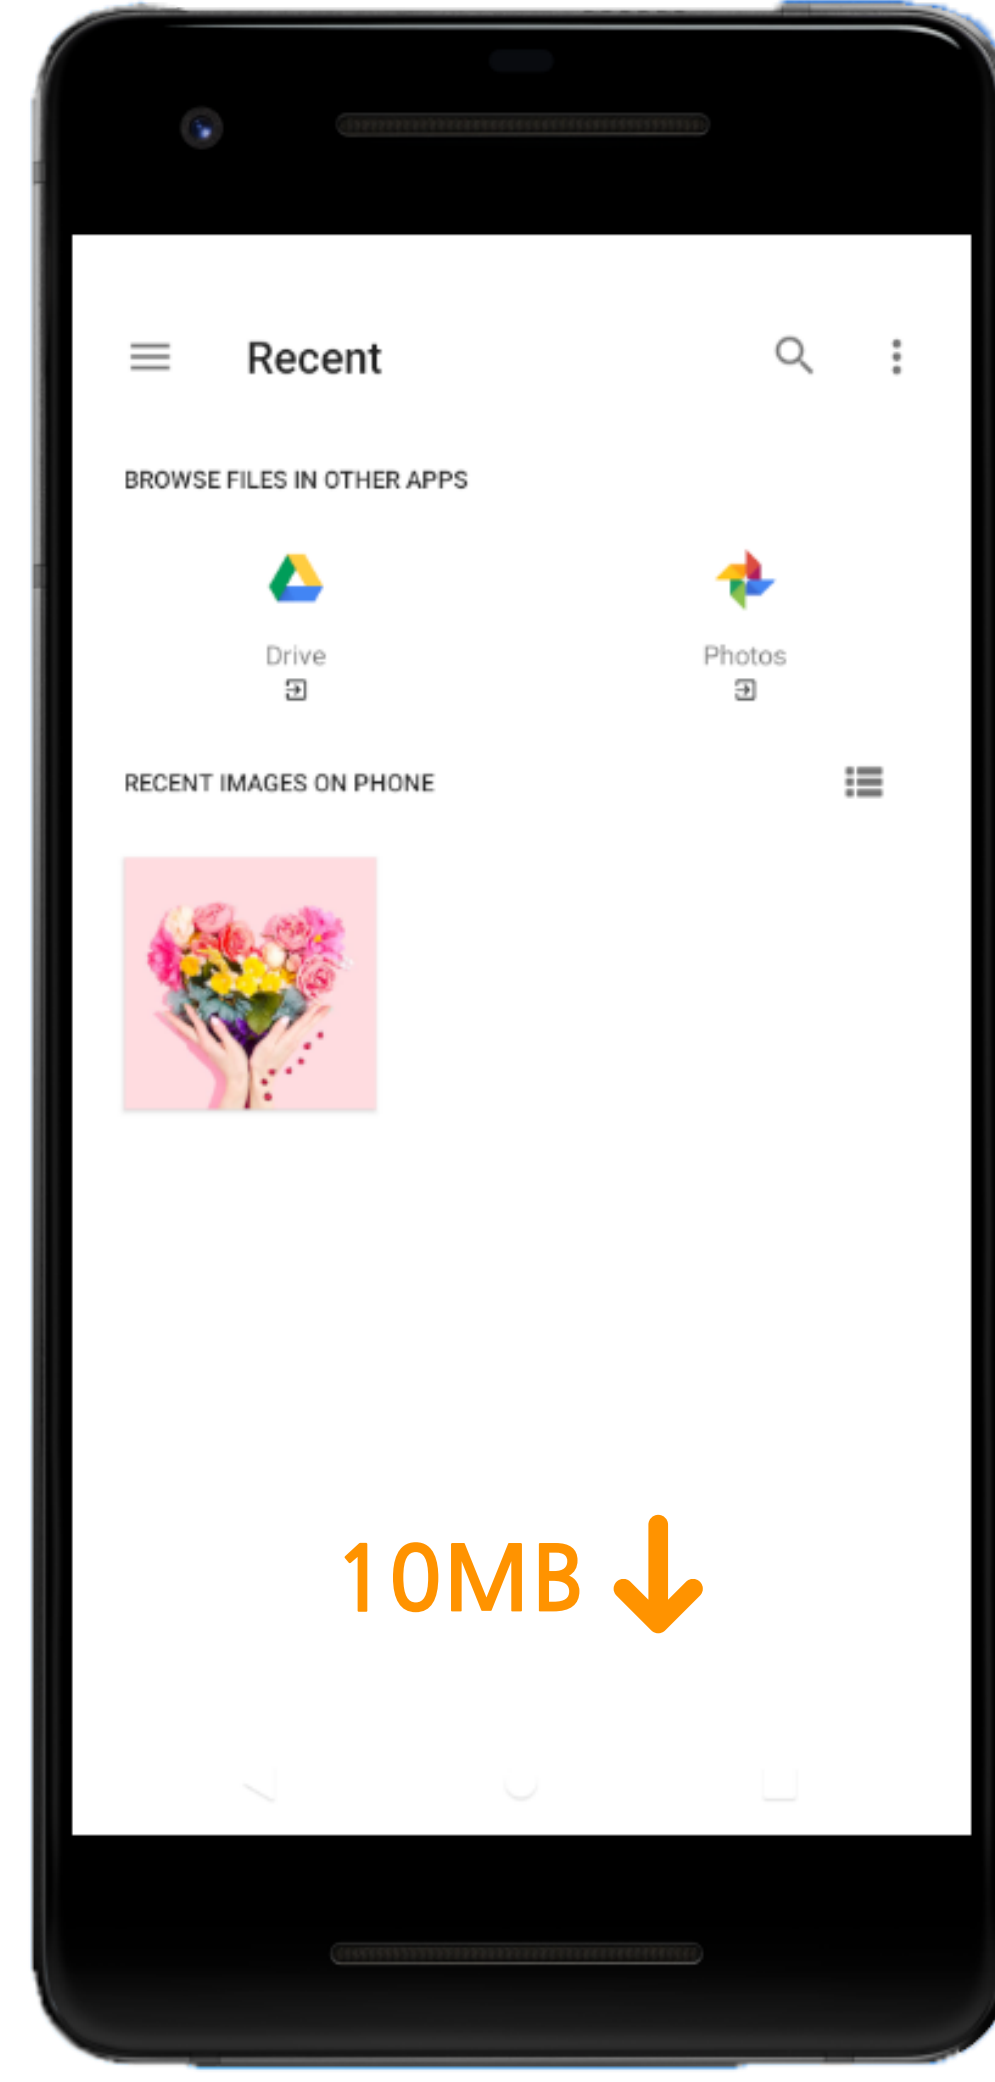 Recent
BROWSE FILES IN OTHER APPS
Drive
Photos
RECENT IMAGES ON PHONE
10MB